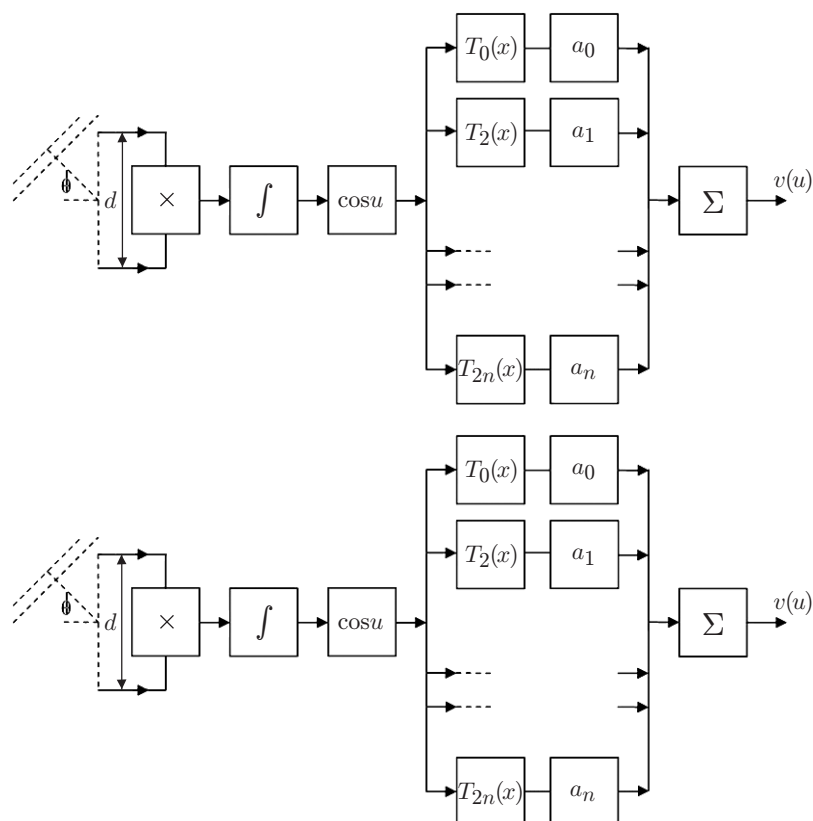 T₀(x) a₀
T₂(x) a₁
θ d × ∫ cosu Σ v(u)
T₂ₙ(x) aₙ
T₀(x) a₀
T₂(x) a₁
θ d × ∫ cosu Σ v(u)
T₂ₙ(x) aₙ